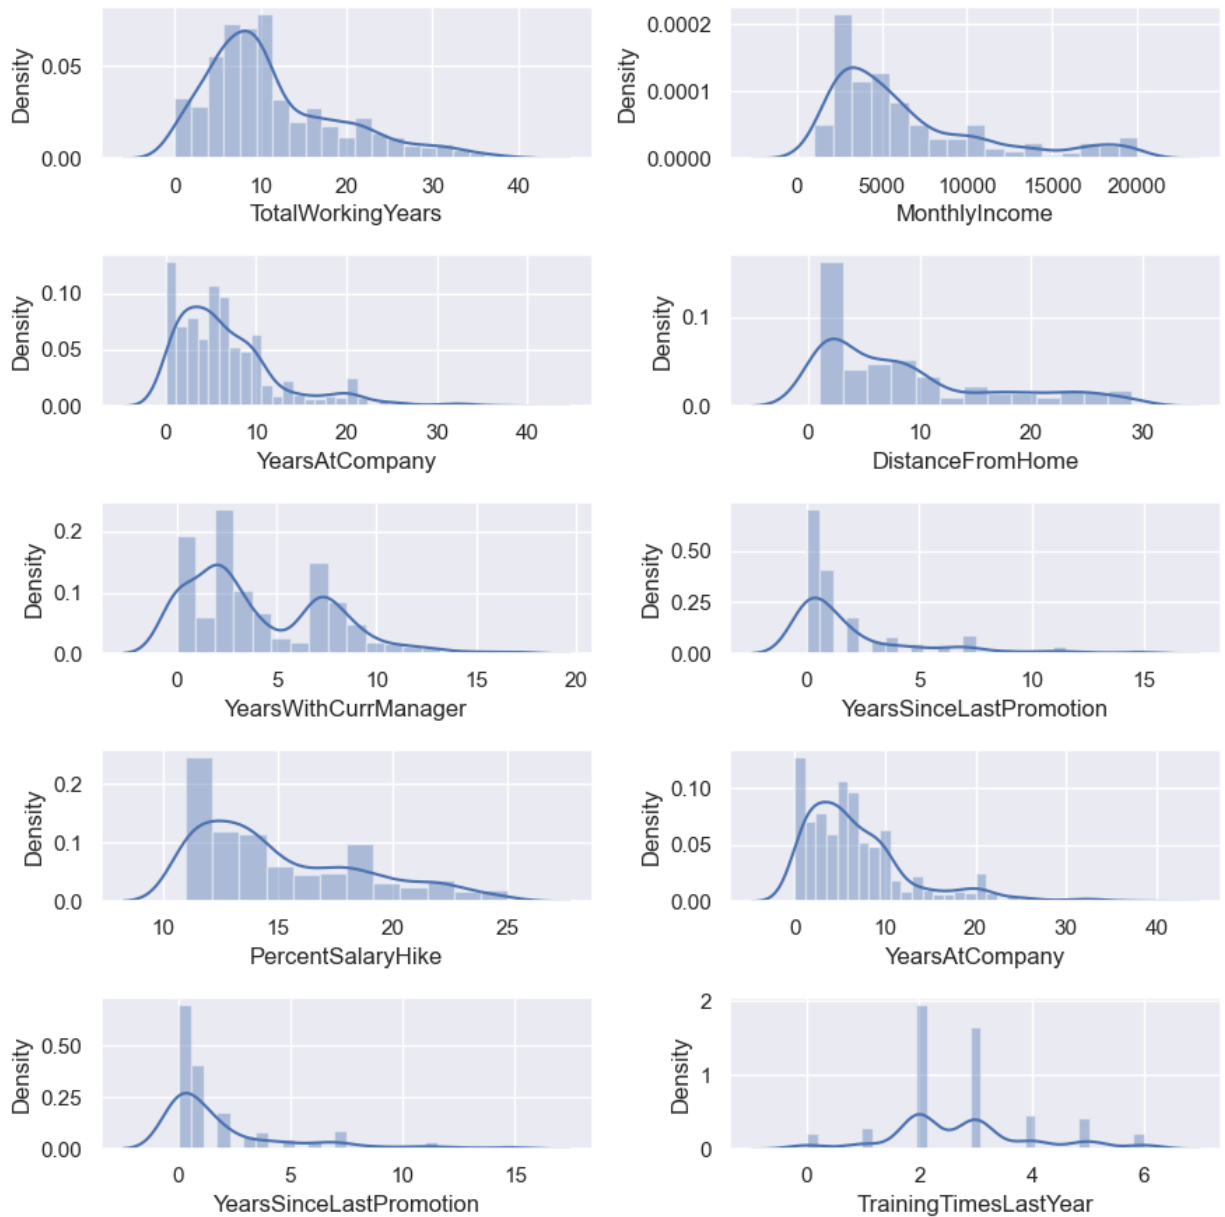 Density
0.05
0.00
0 10 20 30 40
TotalWorkingYears
Density
0.0002
0.0001
0.0000
0 5000 10000 15000 20000
MonthlyIncome
Density
0.10
0.05
0.00
0 10 20 30 40
YearsAtCompany
Density
0.1
0.0
0 10 20 30
DistanceFromHome
Density
0.2
0.1
0.0
0 5 10 15 20
YearsWithCurrManager
Density
0.50
0.25
0.00
0 5 10 15
YearsSinceLastPromotion
Density
0.2
0.1
0.0
10 15 20 25
PercentSalaryHike
Density
0.10
0.05
0.00
0 10 20 30 40
YearsAtCompany
Density
0.50
0.25
0.00
0 5 10 15
YearsSinceLastPromotion
Density
2
1
0
0 2 4 6
TrainingTimesLastYear